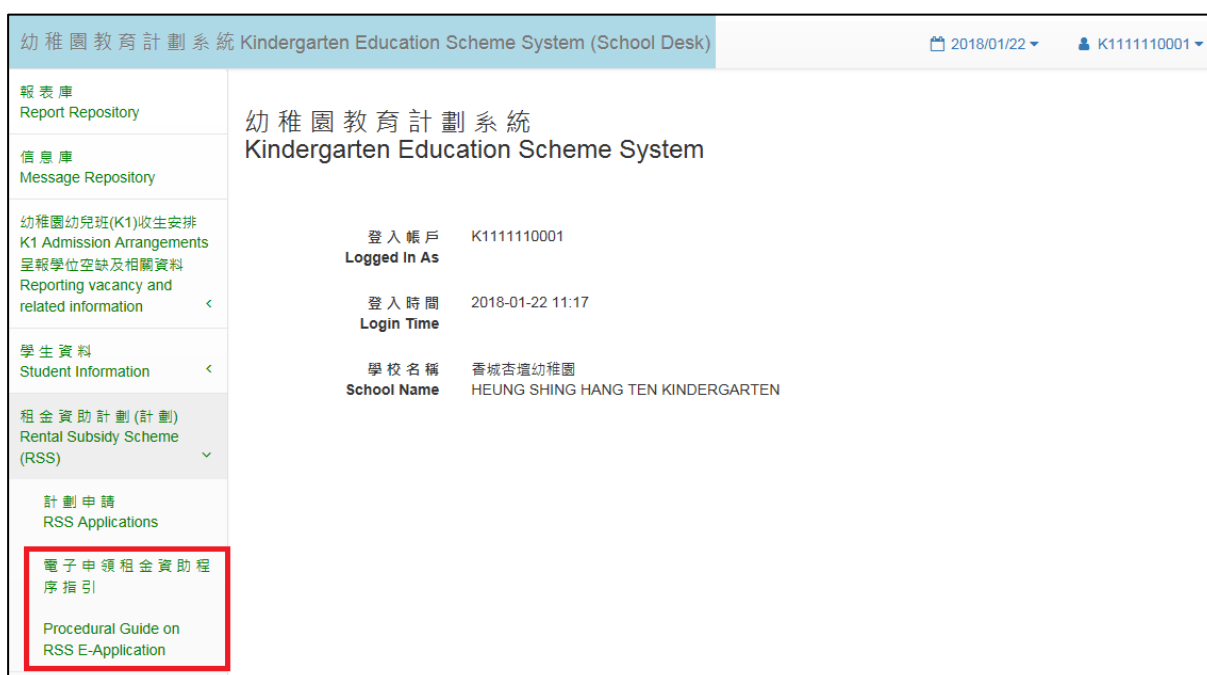 幼稚園教育計劃系統 Kindergarten Education Scheme System (School Desk)
2018/01/22
K1111110001
報表庫
Report Repository
信息庫
Message Repository
幼稚園幼兒班(K1)收生安排
K1 Admission Arrangements
呈報學位空缺及相關資料
Reporting vacancy and
related information
學生資料
Student Information
租金資助計劃(計劃)
Rental Subsidy Scheme
(RSS)
計劃申請
RSS Applications
電子申領租金資助程
序指引
Procedural Guide on
RSS E-Application
幼稚園教育計劃系統
Kindergarten Education Scheme System
登入帳戶 K1111110001
Logged In As
登入時間 2018-01-22 11:17
Login Time
學校名稱 香城杏壇幼稚園
School Name HEUNG SHING HANG TEN KINDERGARTEN